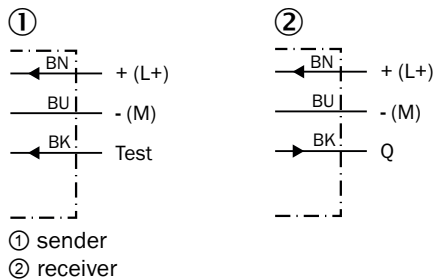 ① ②
BN + (L+) BN + (L+)
BU - (M) BU - (M)
BK Test BK Q
① sender
② receiver